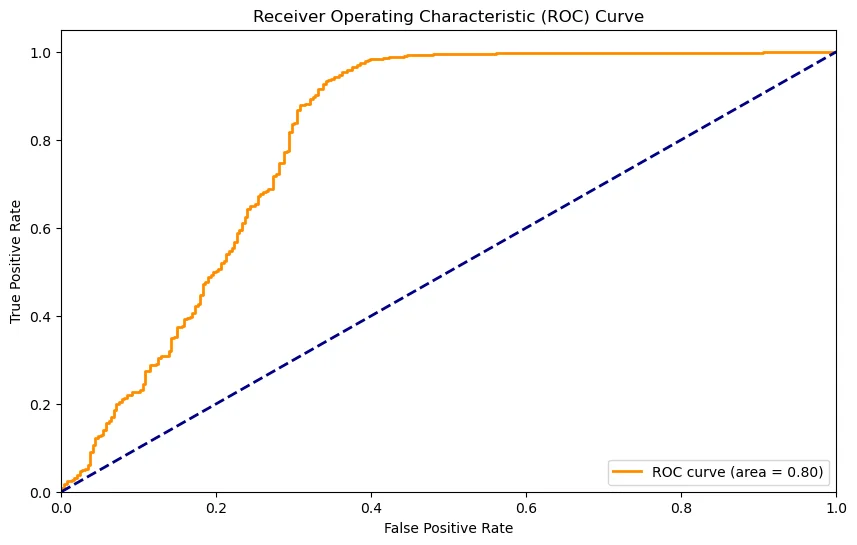 Receiver Operating Characteristic (ROC) Curve
1.0
0.8
0.6
0.4
0.2
0.0
True Positive Rate
ROC curve (area = 0.80)
0.0 0.2 0.4 0.6 0.8 1.0
False Positive Rate